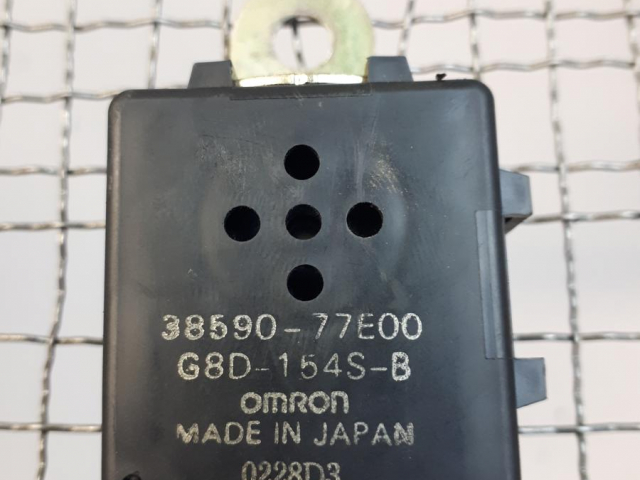 38590-77E00
G8D-154S-B
OMRON
MADE IN JAPAN
0228D3